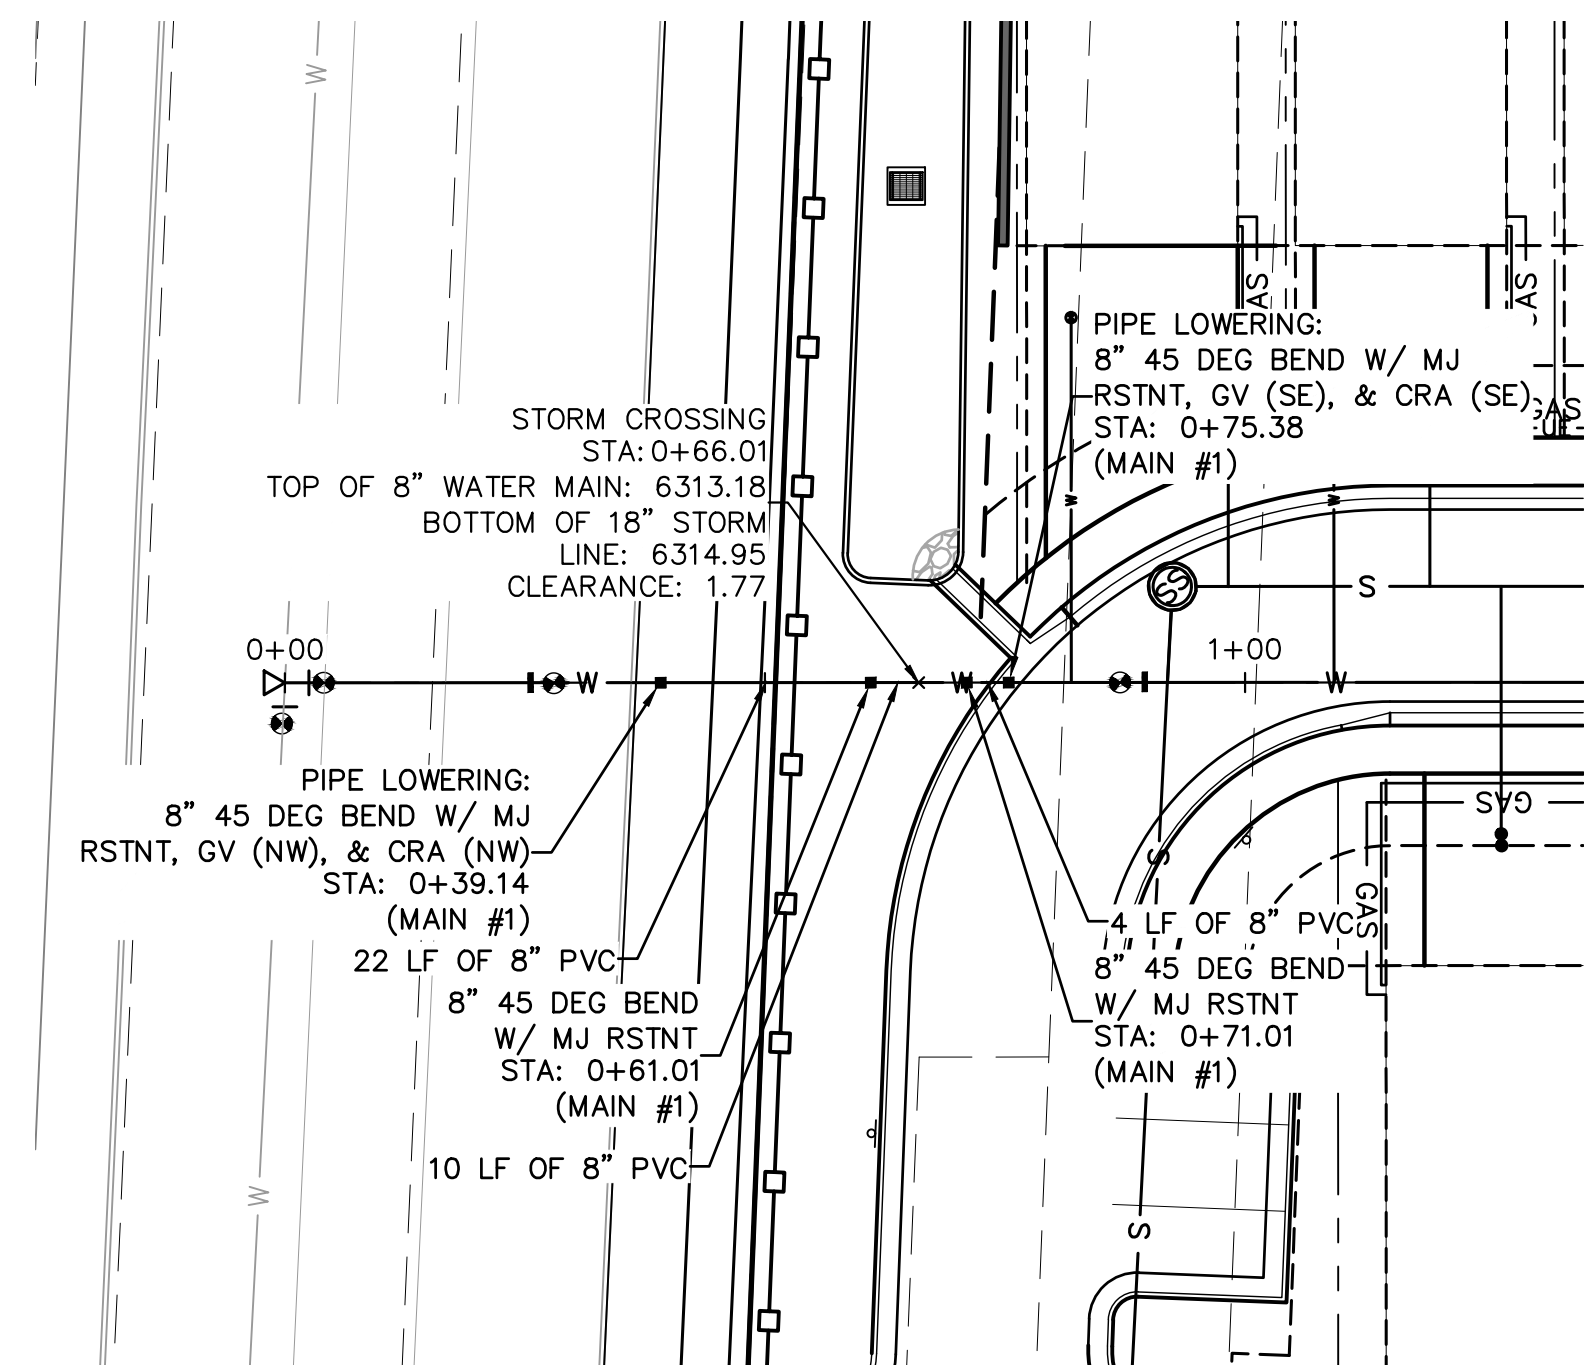 W
GAS
GAS
PIPE LOWERING:
8” 45 DEG BEND W/ MJ
RSTNT, GV (SE), & CRA (SE)
STA: 0+75.38
(MAIN #1)
GAS
UE
STORM CROSSING
STA: 0+66.01
TOP OF 8” WATER MAIN: 6313.18
BOTTOM OF 18” STORM
LINE: 6314.95
CLEARANCE: 1.77
W
W
SS
S
0+00
1+00
W
W
W
PIPE LOWERING:
8” 45 DEG BEND W/ MJ
RSTNT, GV (NW), & CRA (NW)
STA: 0+39.14
(MAIN #1)
GAS
S
GAS
22 LF OF 8” PVC
8” 45 DEG BEND
W/ MJ RSTNT
STA: 0+61.01
(MAIN #1)
10 LF OF 8” PVC
4 LF OF 8” PVC
8” 45 DEG BEND
W/ MJ RSTNT
STA: 0+71.01
(MAIN #1)
W
S